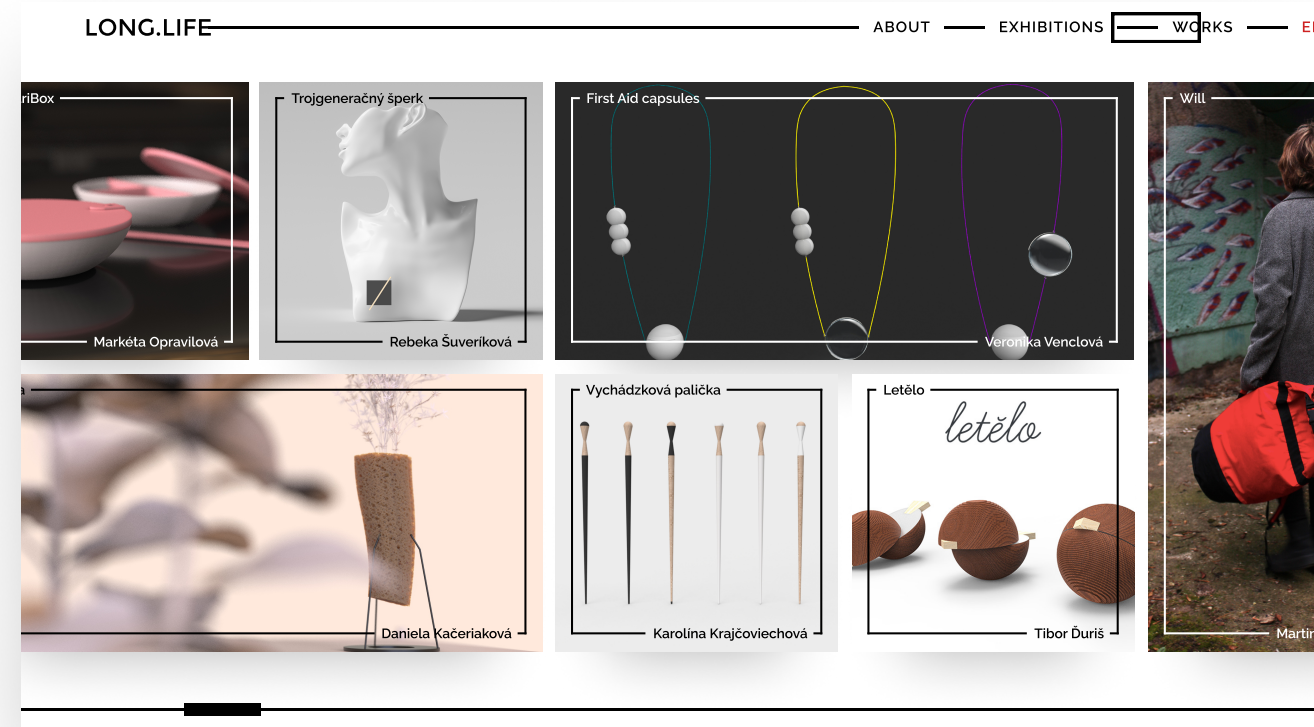 LONG.LIFE
ABOUT
EXHIBITIONS
WORKS
Trojgeneračný šperk
First Aid capsules
Will
Markéta Opravilová
Rebeka Šuveríková
Veronika Venclová
Vychádzková palička
Letělo
letělo
Daniela Kačeriaková
Karolína Krajčoviechová
Tibor Ďuriš